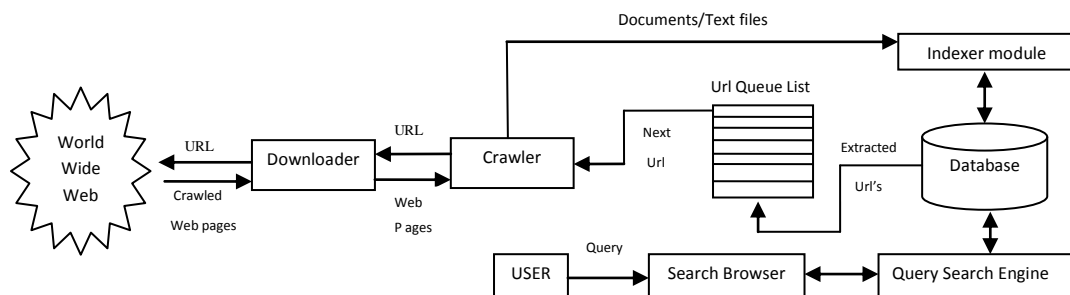 Documents/Text files
Indexer module
Url Queue List
World
Wide
Web
URL
Crawled
Web pages
Downloader
URL
Web
P ages
Crawler
Next
Url
Extracted
Url's
Database
USER
Query
Search Browser
Query Search Engine